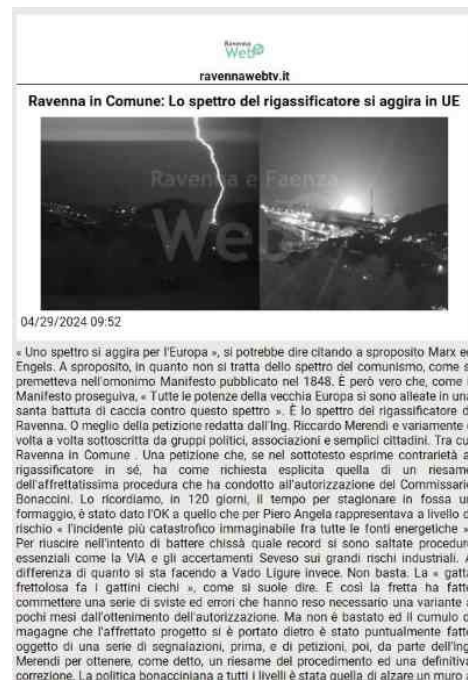 Ravenna
Web
ravennawebtv.it
Ravenna in Comune: Lo spettro del rigassificatore si aggira in UE
Ravenna e Faenza
Web
04/29/2024 09:52
« Uno spettro si aggira per l'Europa », si potrebbe dire citando a sproposito Marx ed
Engels. A sproposito, in quanto non si tratta dello spettro del comunismo, come si
premetteva nell'omonimo Manifesto pubblicato nel 1848. È però vero che, come il
Manifesto proseguiva, « Tutte le potenze della vecchia Europa si sono alleate in una
santa battuta di caccia contro questo spettro ». È lo spettro del rigassificatore di
Ravenna. O meglio della petizione redatta dall'Ing. Riccardo Merendi e variamente di
volta a volta sottoscritta da gruppi politici, associazioni e semplici cittadini. Tra cui
Ravenna in Comune . Una petizione che, se nel sottotesto esprime contrarietà al
rigassificatore in sé, ha come richiesta esplicita quella di un riesame
dell'affrettatissima procedura che ha condotto all'autorizzazione del Commissario
Bonaccini. Lo ricordiamo, in 120 giorni, il tempo per stagionare in fossa un
formaggio, è stato dato l'OK a quello che per Piero Angela rappresentava a livello di
rischio « l'incidente più catastrofico immaginabile fra tutte le fonti energetiche ».
Per riuscire nell'intento di battere chissà quale record si sono saltate procedure
essenziali come la VIA e gli accertamenti Seveso sui grandi rischi industriali. A
differenza di quanto si sta facendo a Vado Ligure invece. Non basta. La « gatta
frettolosa fa i gattini ciechi », come si suole dire. E così la fretta ha fatto
commettere una serie di sviste ed errori che hanno reso necessario una variante a
pochi mesi dall'ottenimento dell'autorizzazione. Ma non è bastato ed il cumulo di
magagne che l'affrettato progetto si è portato dietro è stato puntualmente fatto
oggetto di una serie di segnalazioni, prima, e di petizioni, poi, da parte dell'Ing.
Merendi per ottenere, come detto, un riesame del procedimento ed una definitiva
correzione. La politica bonacciniana a tutti i livelli è stata quella di alzare un muro a